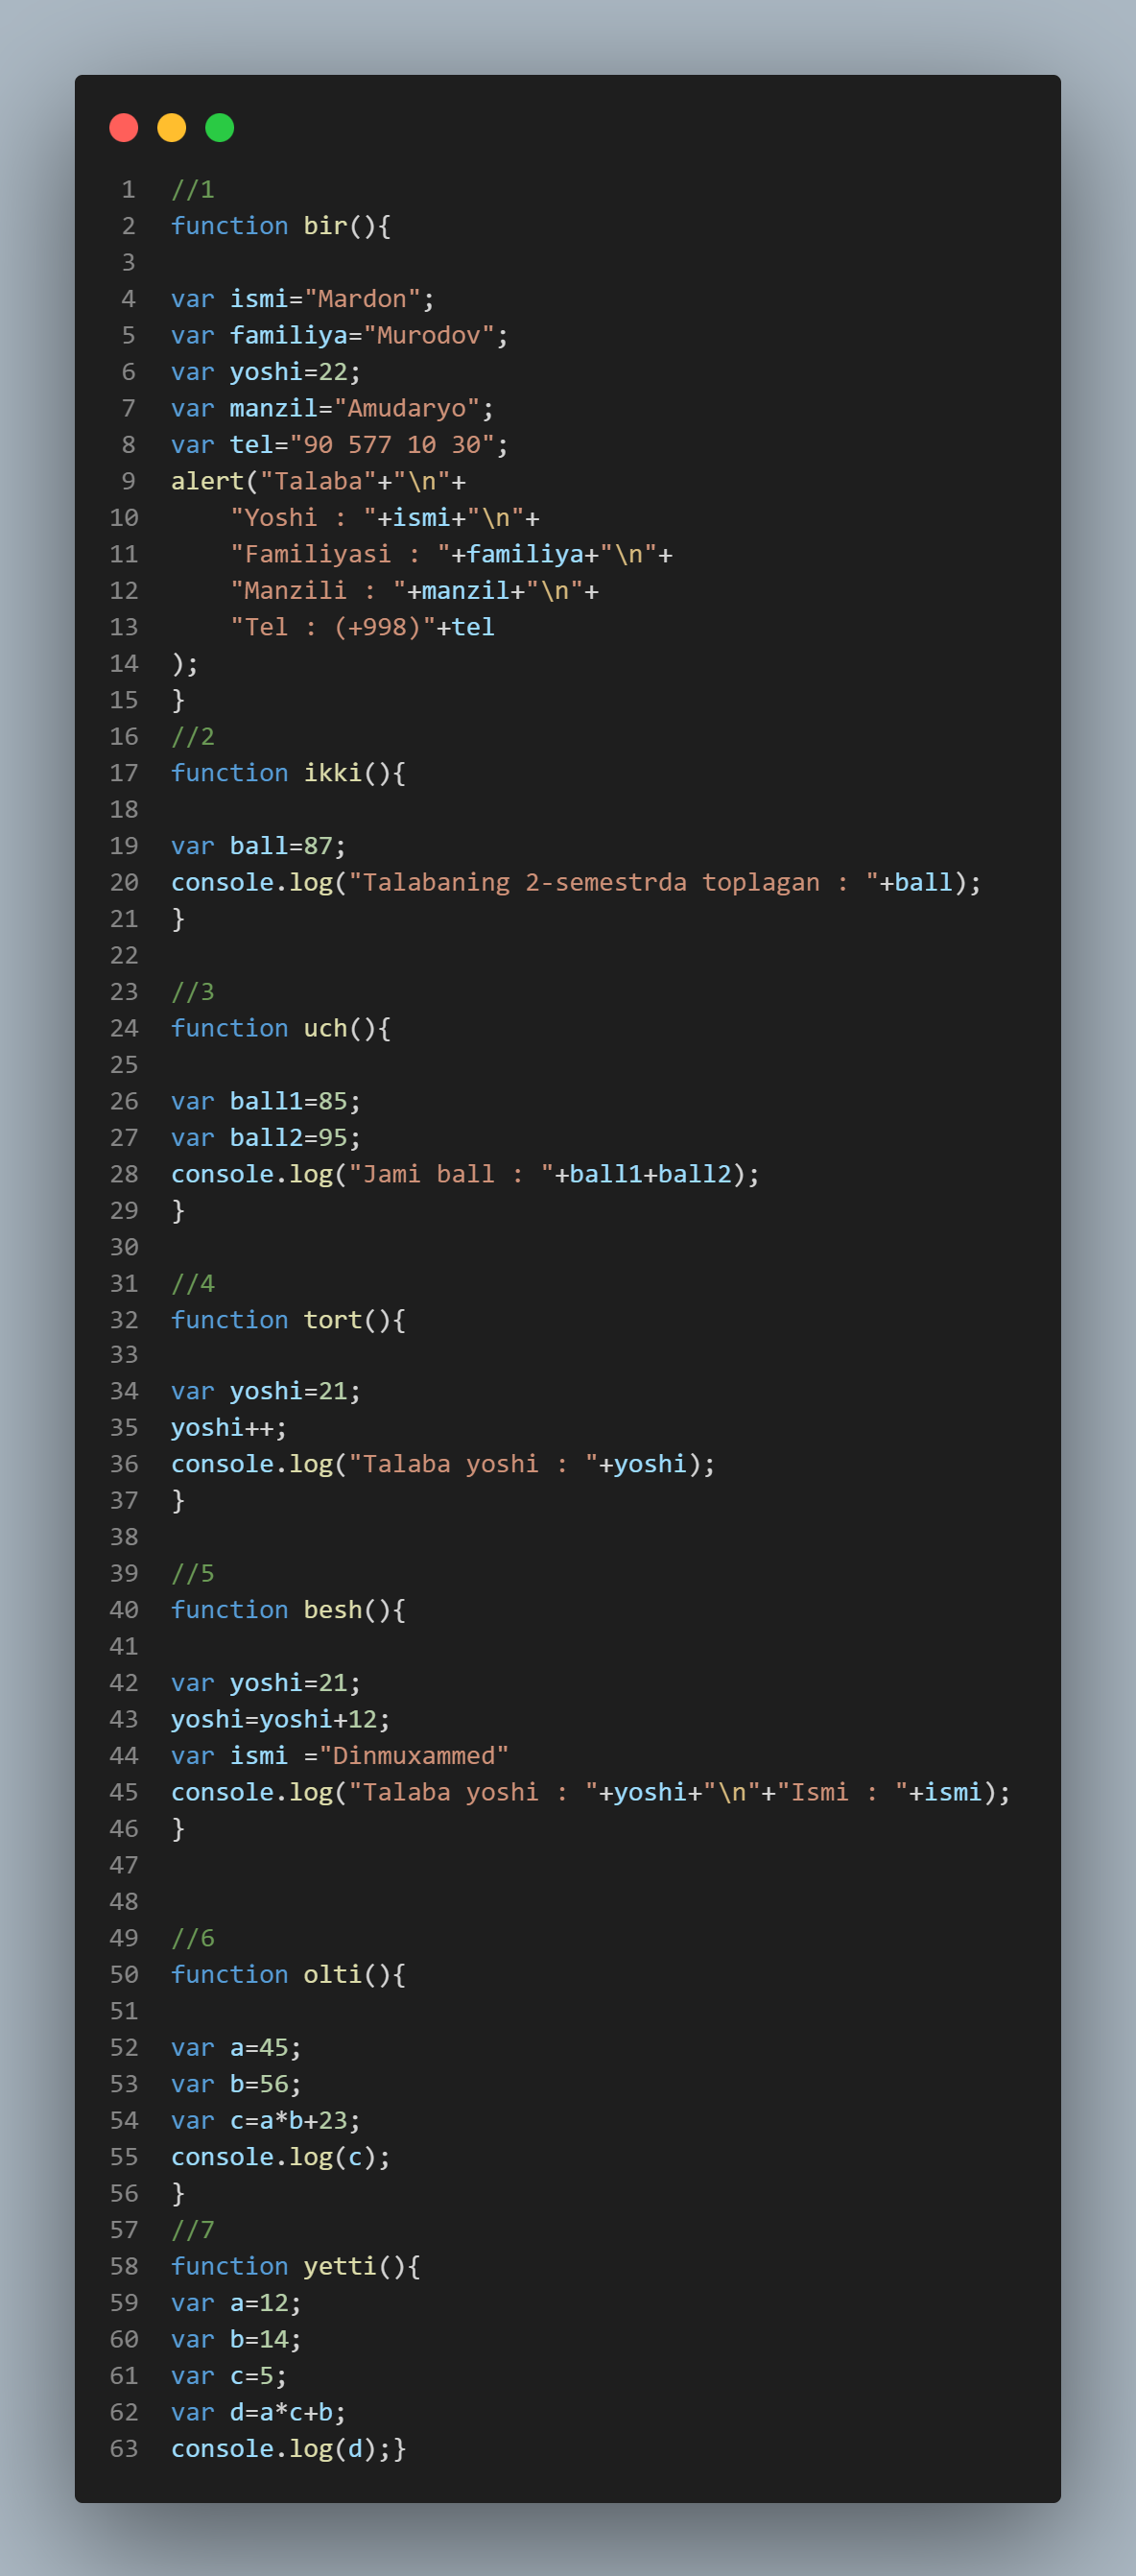 1 //1
2 function bir(){
3
4 var ismi="Mardon";
5 var familiya="Murodov";
6 var yoshi=22;
7 var manzil="Amudaryo";
8 var tel="90 577 10 30";
9 alert("Talaba"+"\n"+
10     "Yoshi : "+ismi+"\n"+
11     "Familiyasi : "+familiya+"\n"+
12     "Manzili : "+manzil+"\n"+
13     "Tel : (+998)"+tel
14 );
15 }
16 //2
17 function ikki(){
18
19 var ball=87;
20 console.log("Talabaning 2-semestrda toplagan : "+ball);
21 }
22
23 //3
24 function uch(){
25
26 var ball1=85;
27 var ball2=95;
28 console.log("Jami ball : "+ball1+ball2);
29 }
30
31 //4
32 function tort(){
33
34 var yoshi=21;
35 yoshi++;
36 console.log("Talaba yoshi : "+yoshi);
37 }
38
39 //5
40 function besh(){
41
42 var yoshi=21;
43 yoshi=yoshi+12;
44 var ismi ="Dinmuxammed"
45 console.log("Talaba yoshi : "+yoshi+"\n"+"Ismi : "+ismi);
46 }
47
48
49 //6
50 function olti(){
51
52 var a=45;
53 var b=56;
54 var c=a*b+23;
55 console.log(c);
56 }
57 //7
58 function yetti(){
59 var a=12;
60 var b=14;
61 var c=5;
62 var d=a*c+b;
63 console.log(d);}